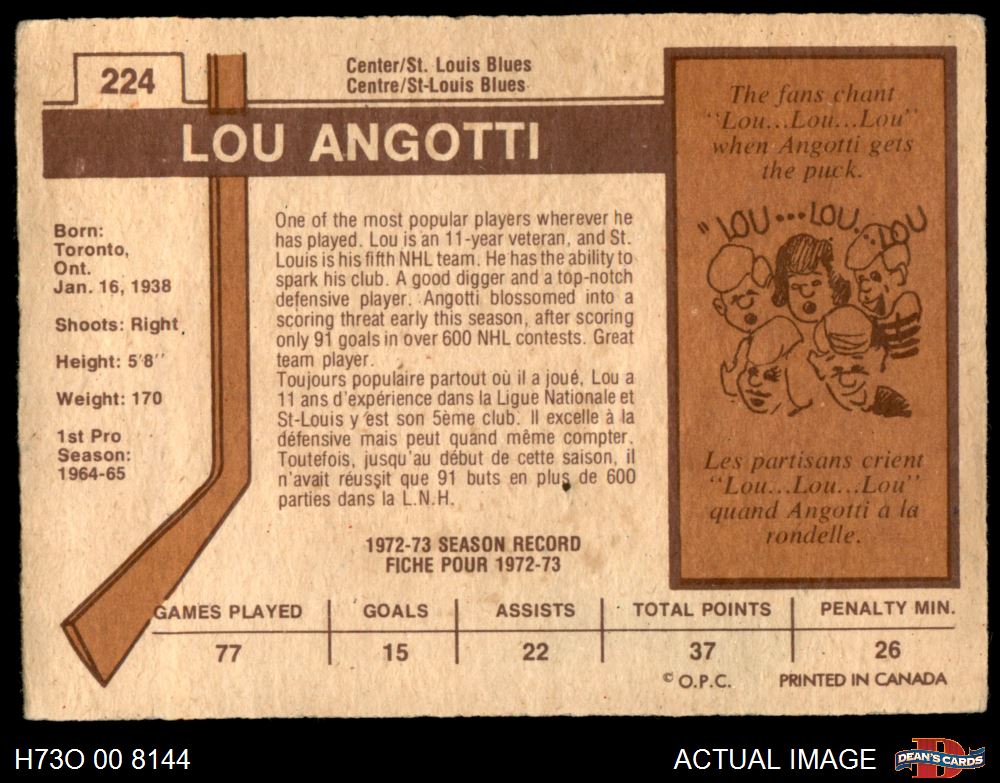 224
Center/St. Louis Blues
Centre/St-Louis Blues
LOU ANGOTTI
Born:
Toronto,
Ont.
Jan. 16, 1938
Shoots: Right
Height: 5'8''
Weight: 170
1st Pro
Season:
1964-65
One of the most popular players wherever he
has played. Lou is an 11-year veteran, and St.
Louis is his fifth NHL team. He has the ability to
spark his club. A good digger and a top-notch
defensive player. Angotti blossomed into a
scoring threat early this season, after scoring
only 91 goals in over 600 NHL contests. Great
team player.
Toujours populaire partout où il a joué, Lou a
11 ans d'expérience dans la Ligue Nationale et
St-Louis y est son 5ème club. Il excelle à la
défensive mais peut quand même compter.
Toutefois, jusqu'au début de cette saison, il
n'avait réussit que 91 buts en plus de 600
parties dans la L.N.H.
The fans chant
"Lou...Lou...Lou"
when Angotti gets
the puck.
"LOU...LOU. LOU
Les partisans crient
"Lou...Lou...Lou"
quand Angotti a la
rondelle.
1972-73 SEASON RECORD
FICHE POUR 1972-73
GAMES PLAYED GOALS ASSISTS TOTAL POINTS PENALTY MIN.
77 15 22 37 26
© O.P.C. PRINTED IN CANADA
H73O 00 8144 ACTUAL IMAGE
D
DEAN'S CARDS